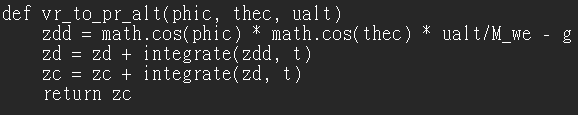 def vr_to_pr_alt(phic, thec, ualt)
    zdd = math.cos(phic) * math.cos(thec) * ualt/M_we - g
    zd = zd + integrate(zdd, t)
    zc = zc + integrate(zd, t)
    return zc